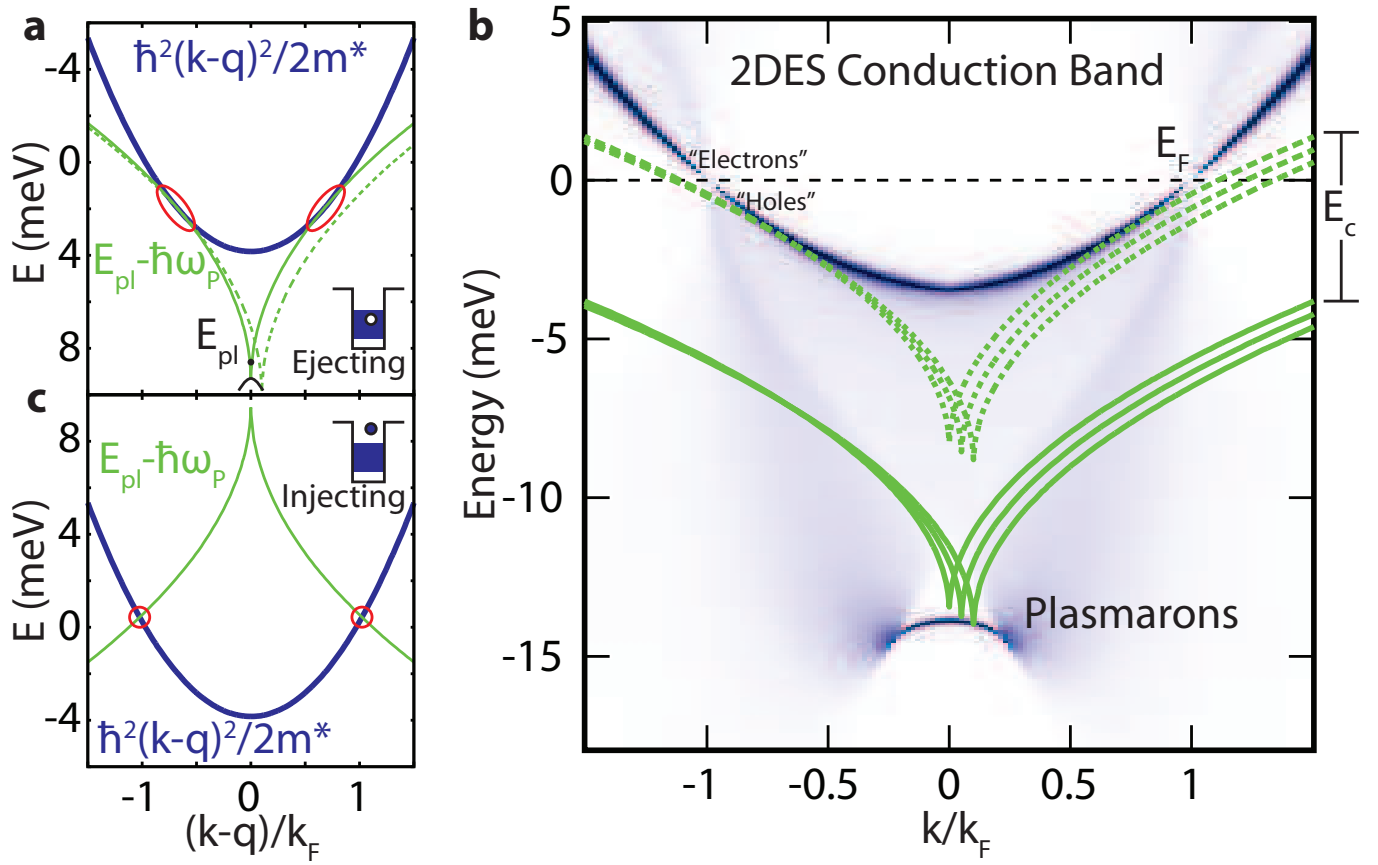 a
ħ²(k-q)²/2m*
-4
0
4
8
E (meV)
E_pl-ħω_P
E_pl
Ejecting
c
8
4
0
-4
E (meV)
E_pl-ħω_P
Injecting
ħ²(k-q)²/2m*
-1 0 1
(k-q)/k_F
b
5
0
-5
-10
-15
Energy (meV)
2DES Conduction Band
"Electrons"
E_F
"Holes"
E_c
Plasmarons
-1 -0.5 0 0.5 1
k/k_F